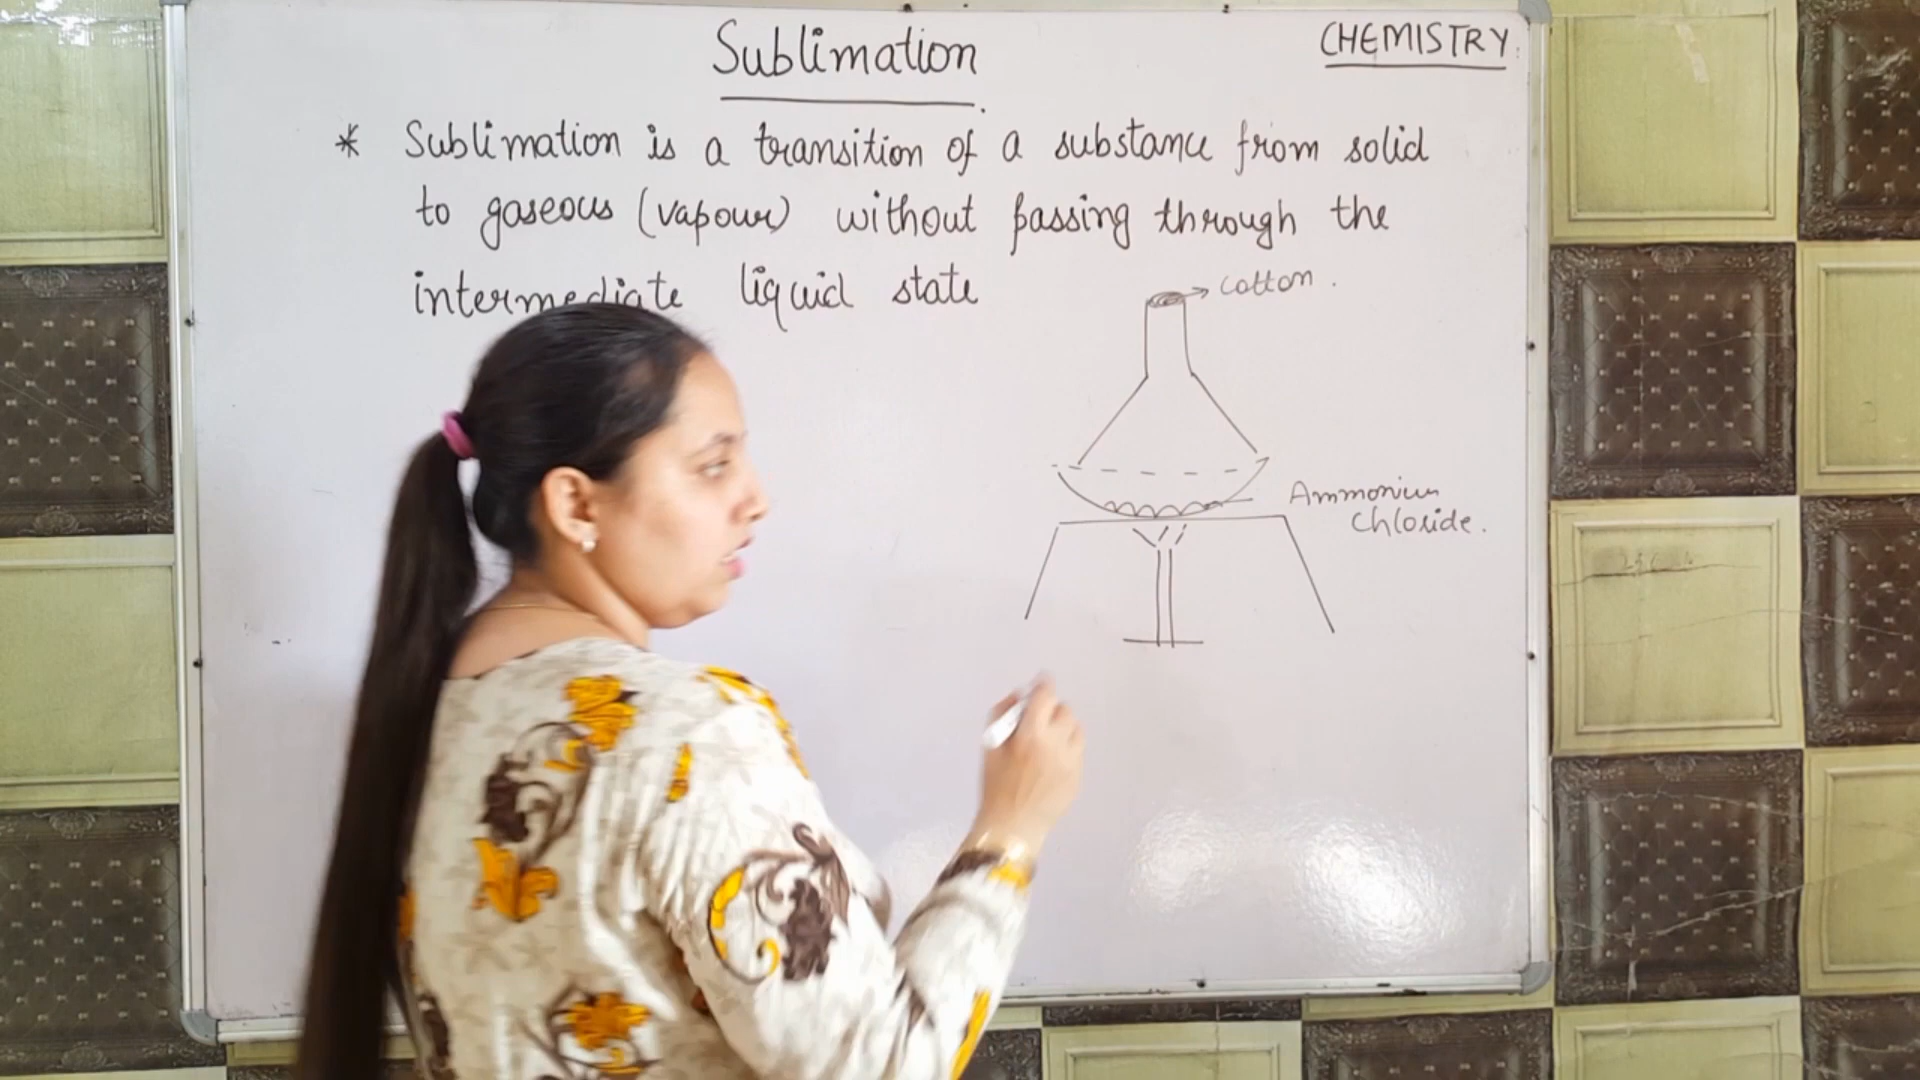 Sublimation
CHEMISTRY
* Sublimation is a transition of a substance from solid
to gaseous (vapour) without passing through the
intermediate liquid state
cotton.
Ammonium
Chloride.